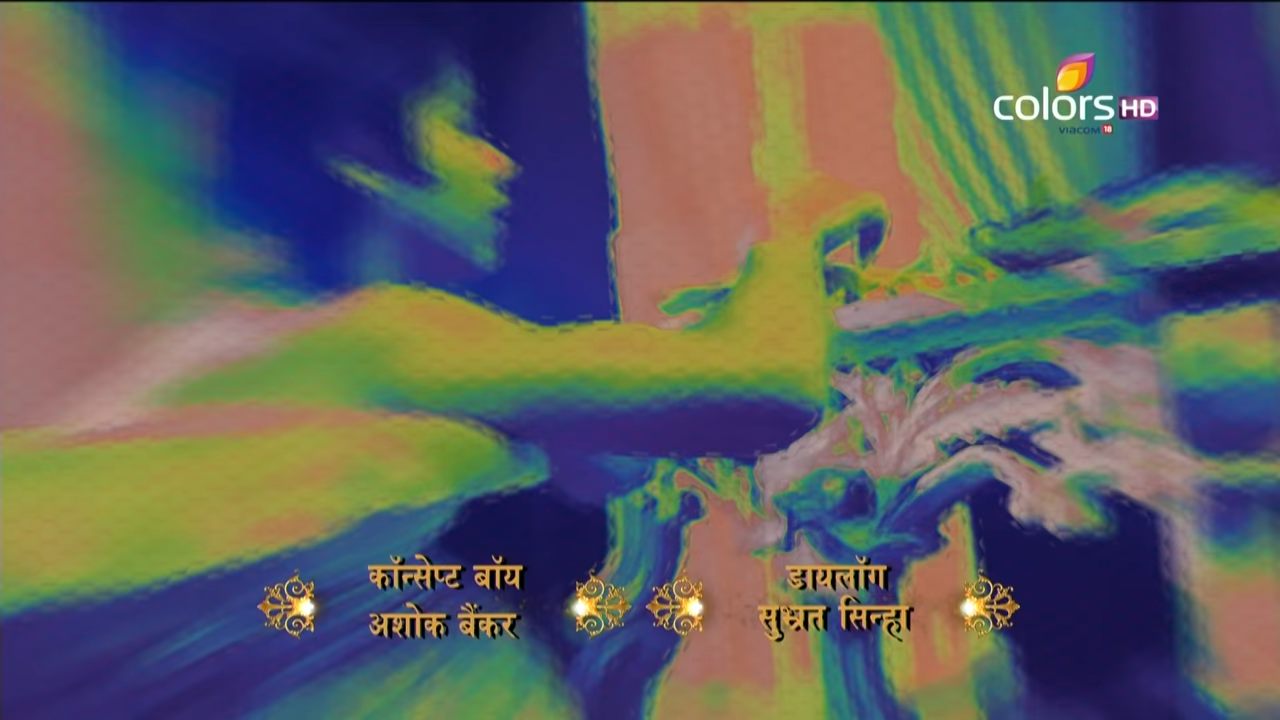 colors HD
VIACOM 18
कॉन्सेप्ट बॉय
अशोक बैंकर
डायलॉग
सुब्रत सिन्हा